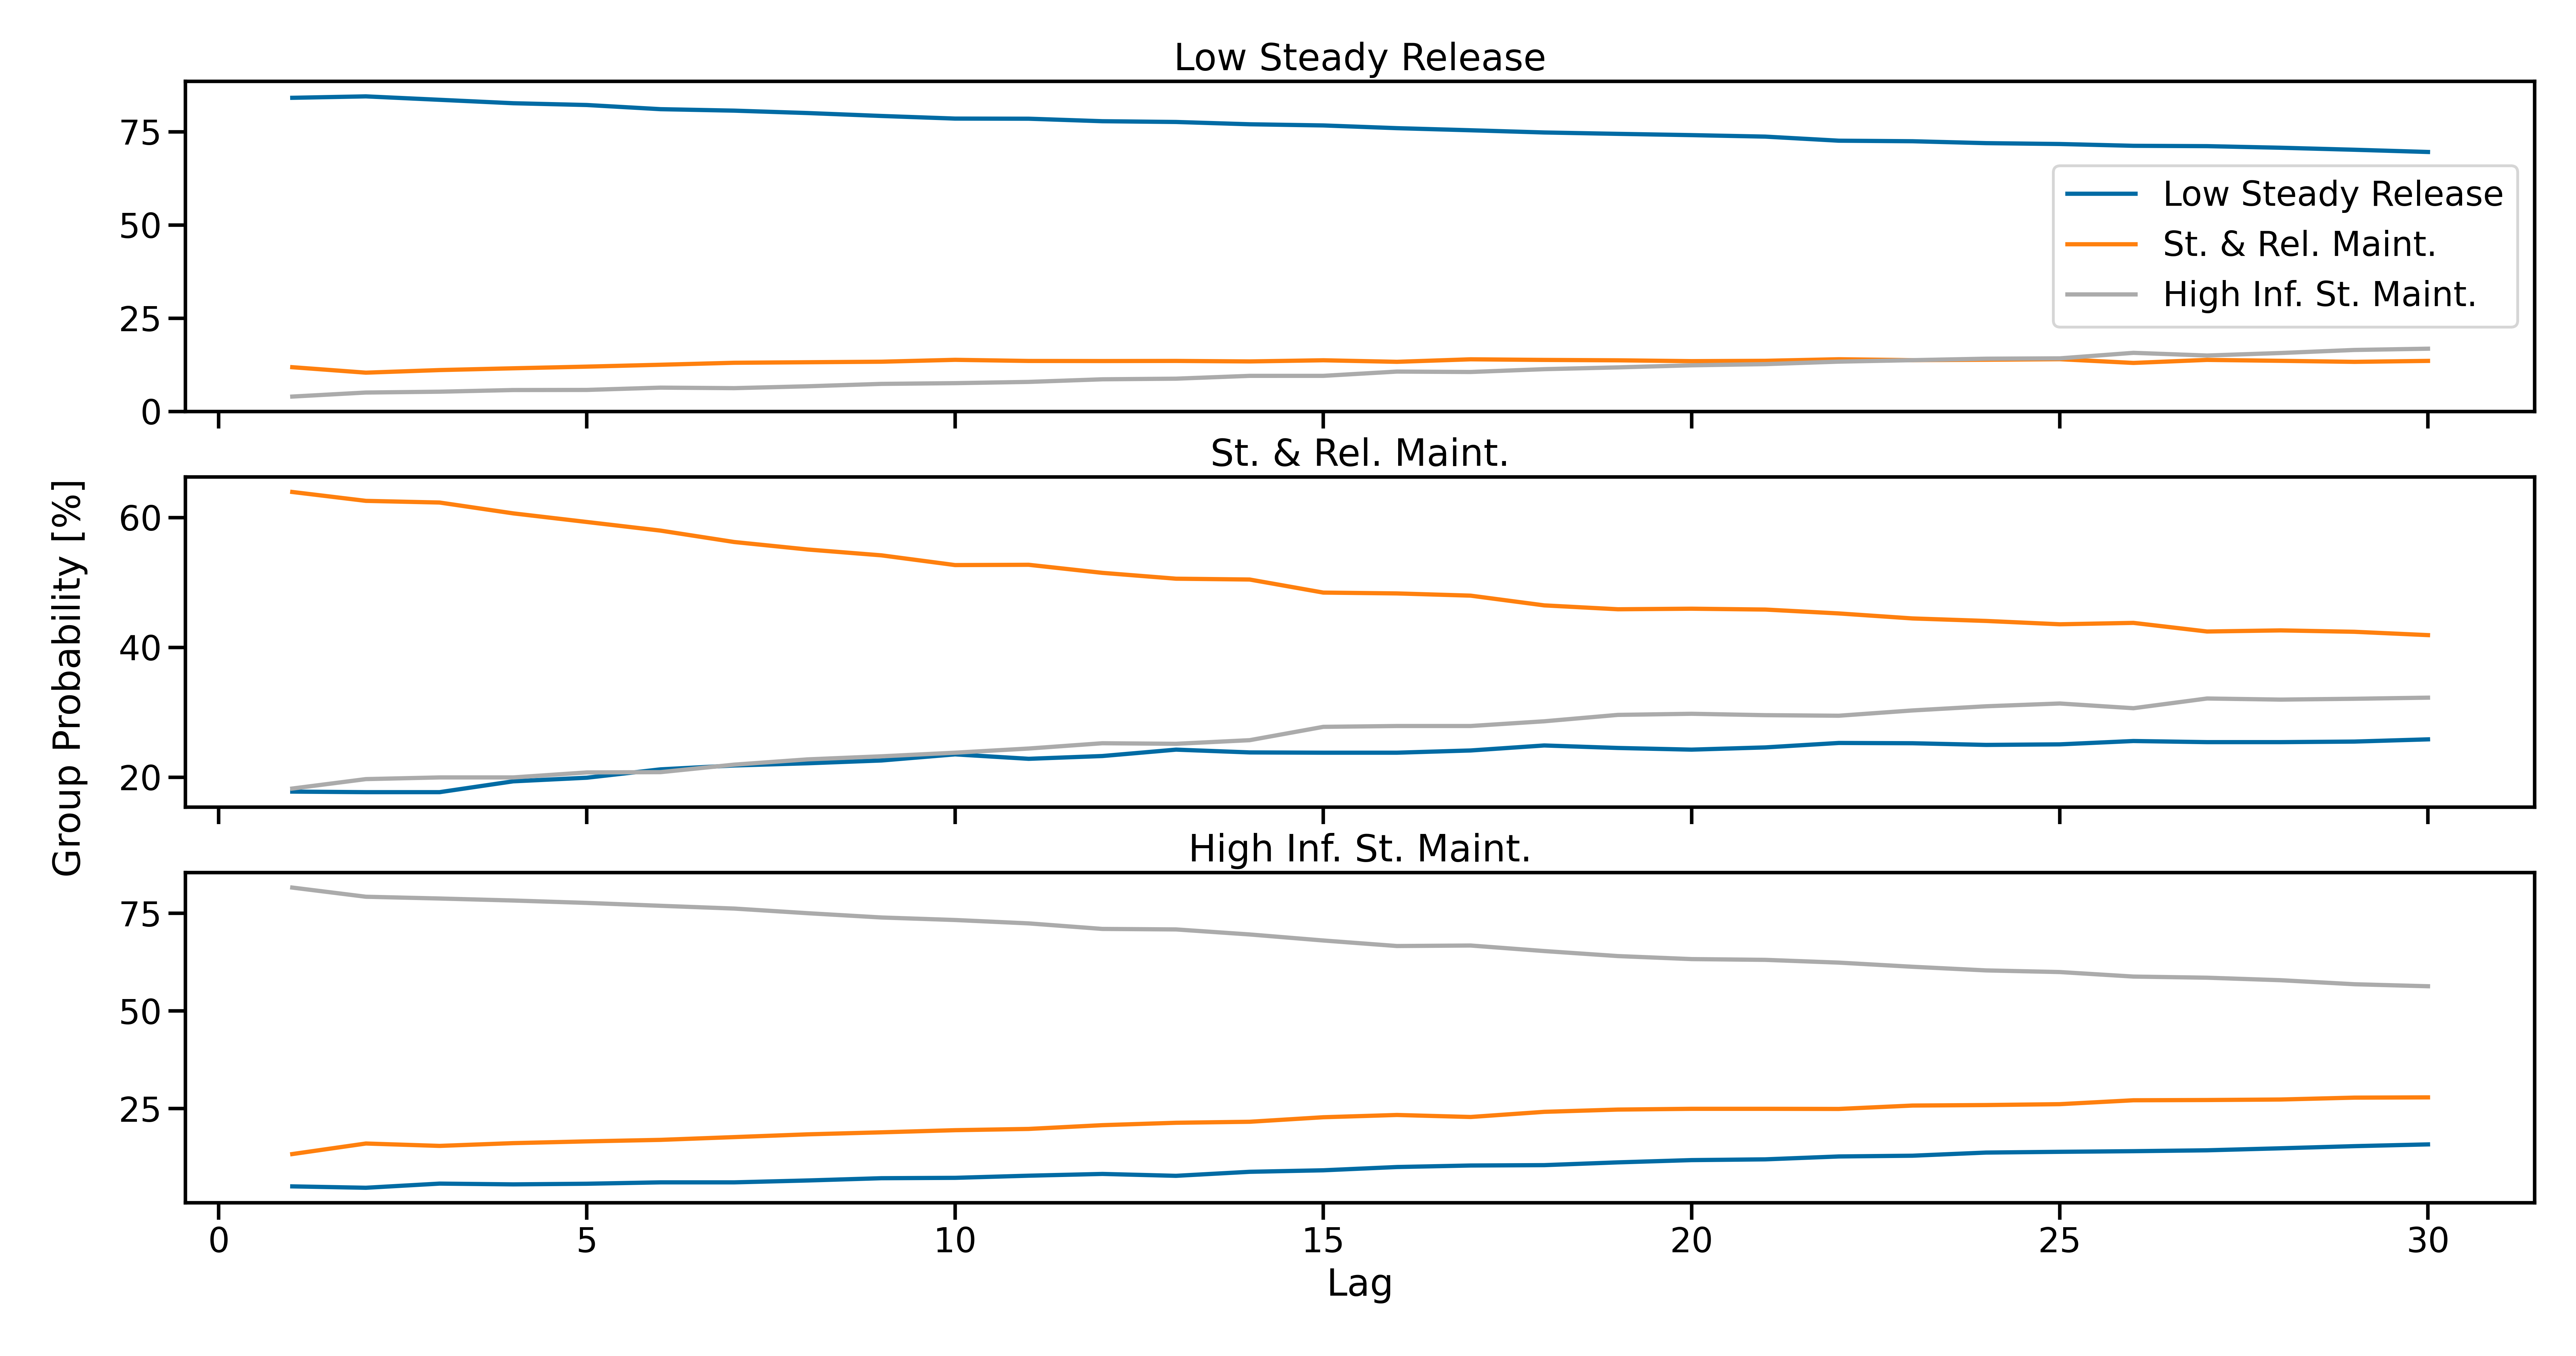 Low Steady Release
75
50
25
0
Low Steady Release
St. & Rel. Maint.
High Inf. St. Maint.
St. & Rel. Maint.
Group Probability [%]
60
40
20
High Inf. St. Maint.
75
50
25
0 5 10 15 20 25 30
Lag